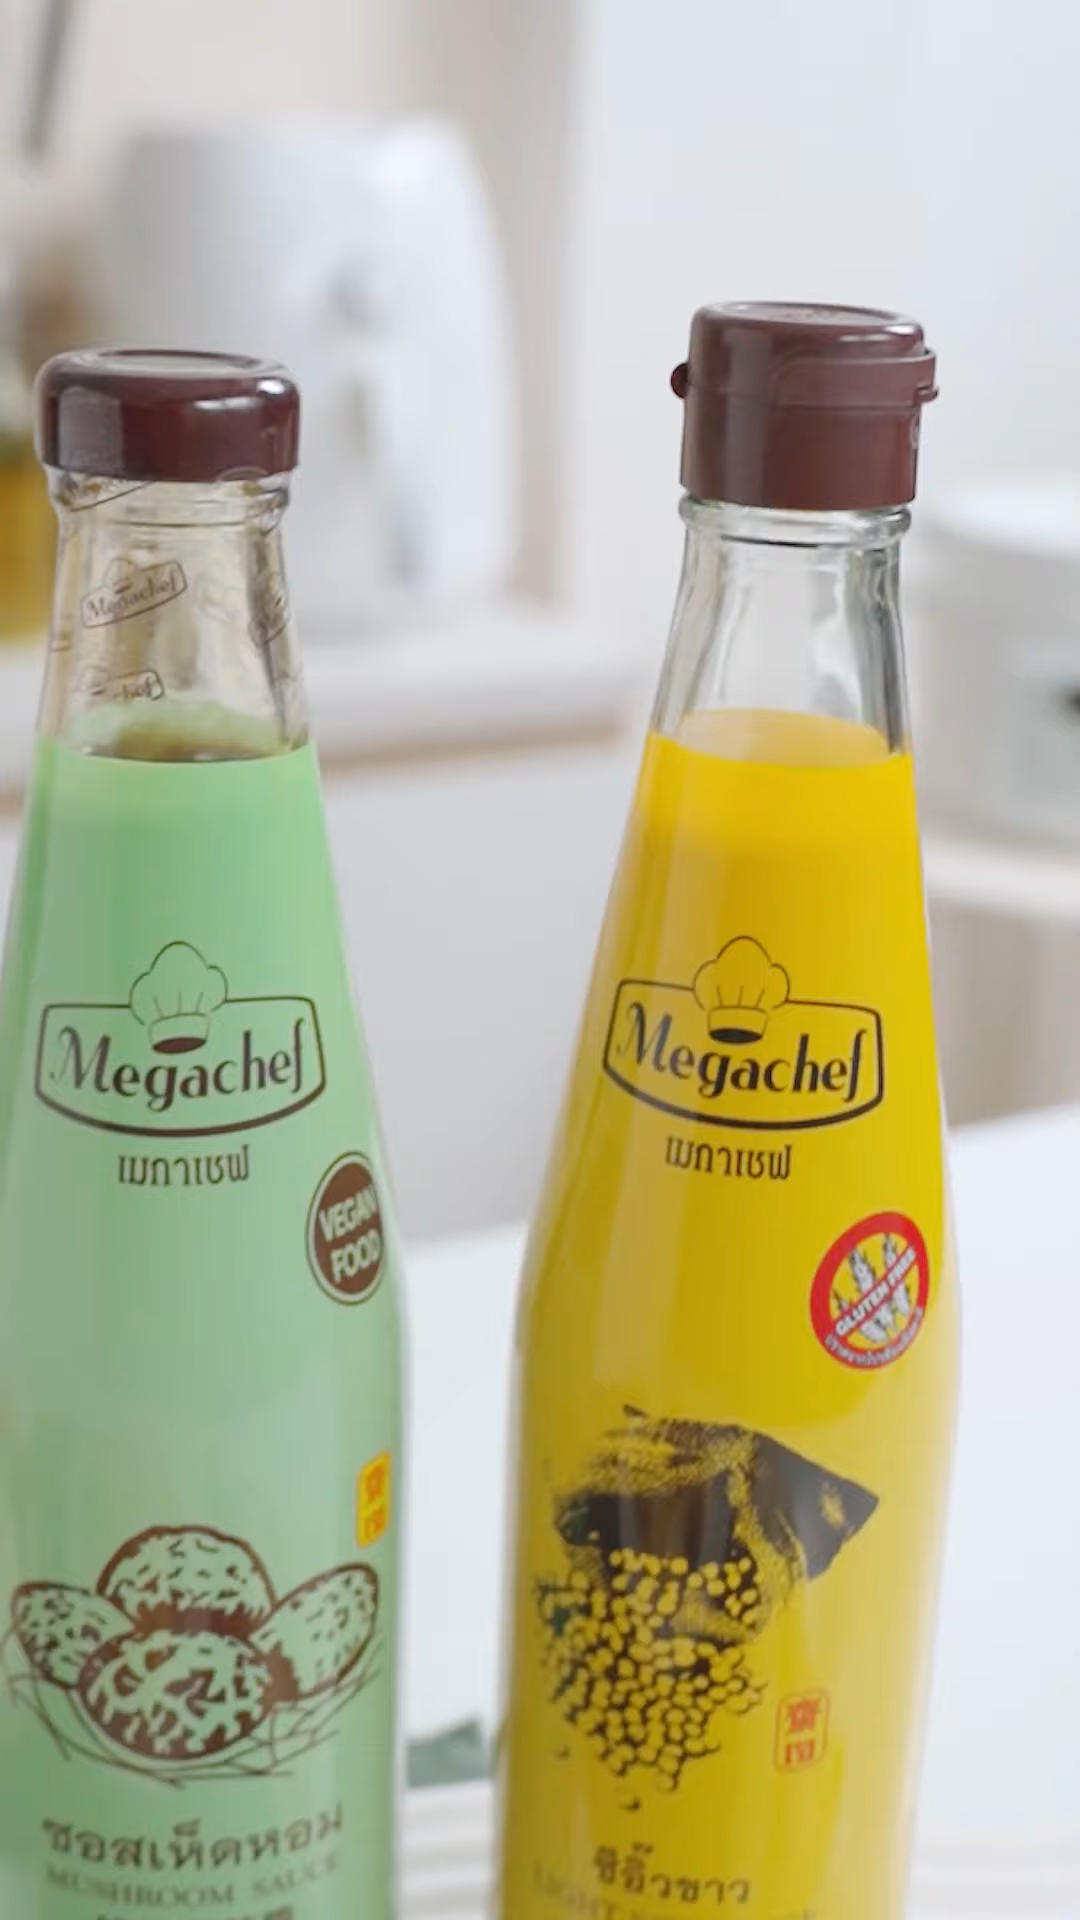 Megachef
Megachef
เมกาเชฟ
VEGAN
FOOD
ซอสเห็ดหอม
MUSHROOM SAUCE
Megachef
เมกาเชฟ
GLUTEN FREE
ซีอิ๊วขาว
LIGHT